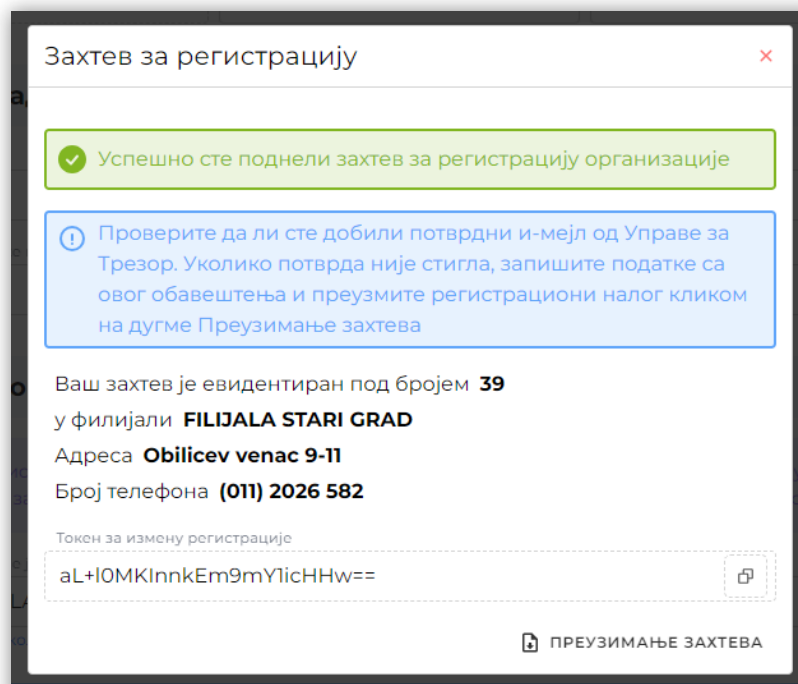 Захтев за регистрацију
Успешно сте поднели захтев за регистрацију организације
Проверите да ли сте добили потврдни и-мејл од Управе за
Трезор. Уколико потврда није стигла, запишите податке са
овог обавештења и преузмите регистрациони налог кликом
на дугме Преузимање захтева
Ваш захтев је евидентиран под бројем 39
у филијали FILIJALA STARI GRAD
Адреса Obilicev venac 9-11
Број телефона (011) 2026 582
Токен за измену регистрације
aL+l0MKInnkEm9mY1icHHw==
ПРЕУЗИМАЊЕ ЗАХТЕВА